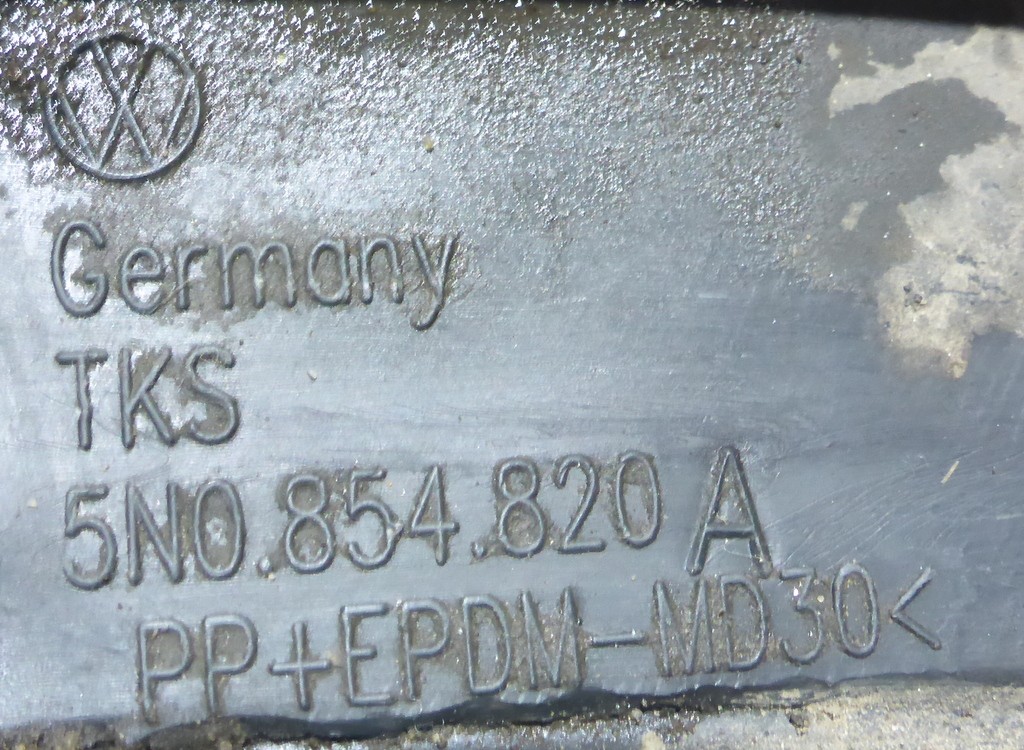 Germany
TKS
5N0.854.820 A
PP+EPDM-MD30<